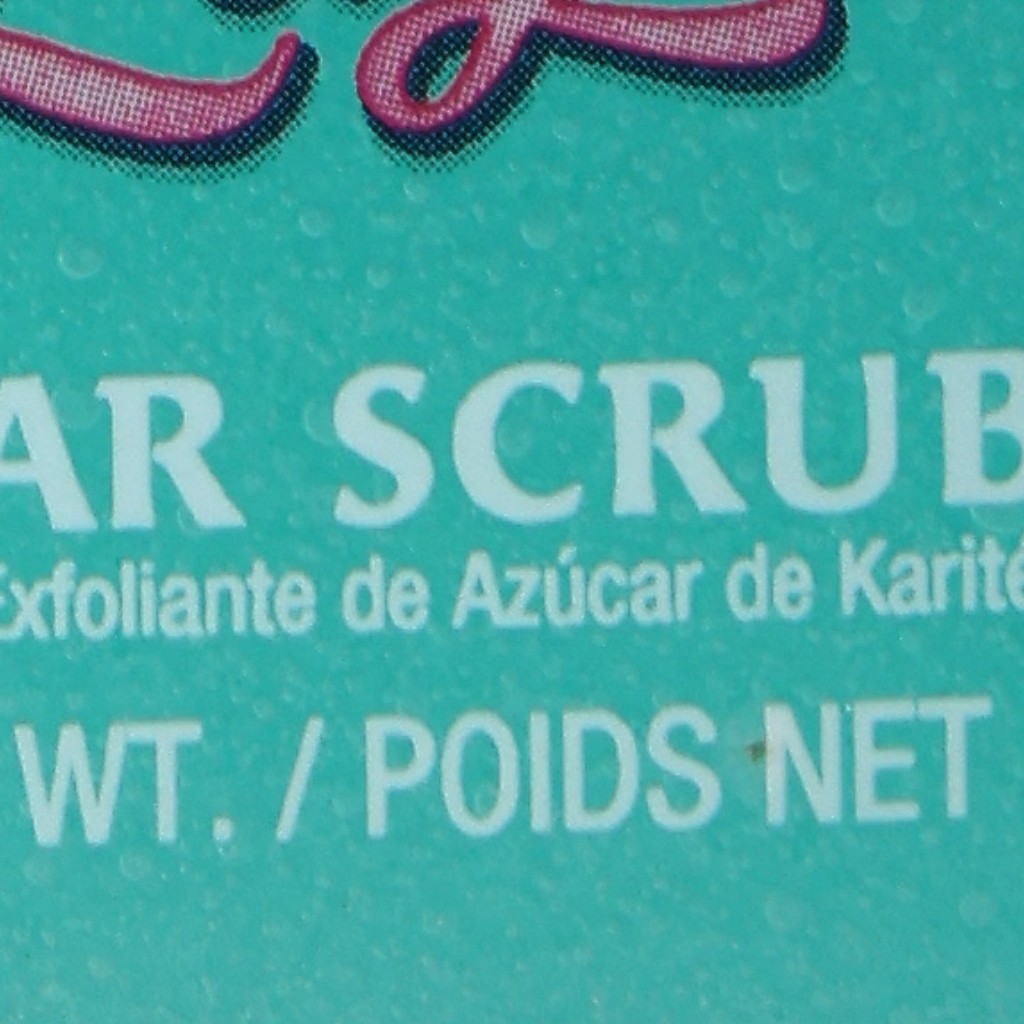 AR SCRUB
Exfoliante de Azúcar de Karité
WT. / POIDS NET